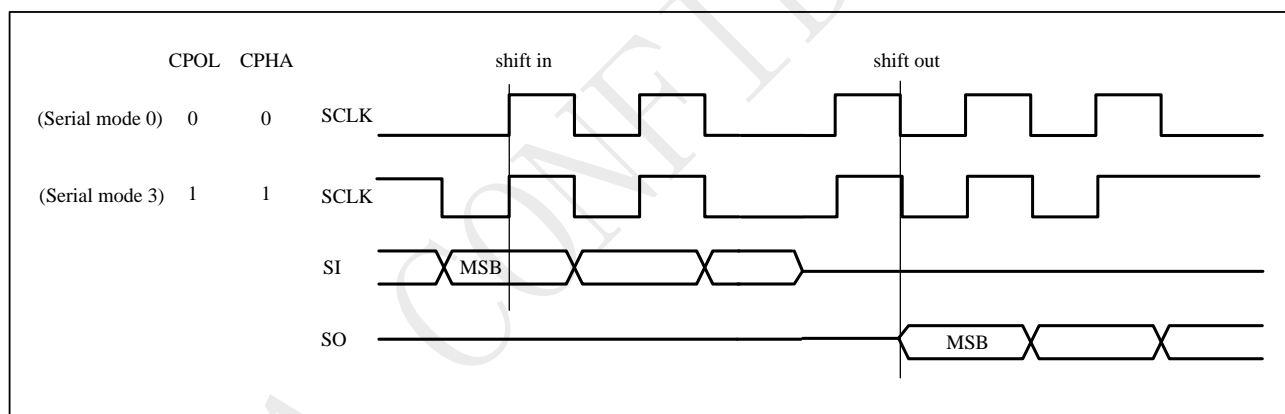 CPOL CPHA shift in shift out
(Serial mode 0) 0 0 SCLK
(Serial mode 3) 1 1 SCLK
SI MSB
SO MSB